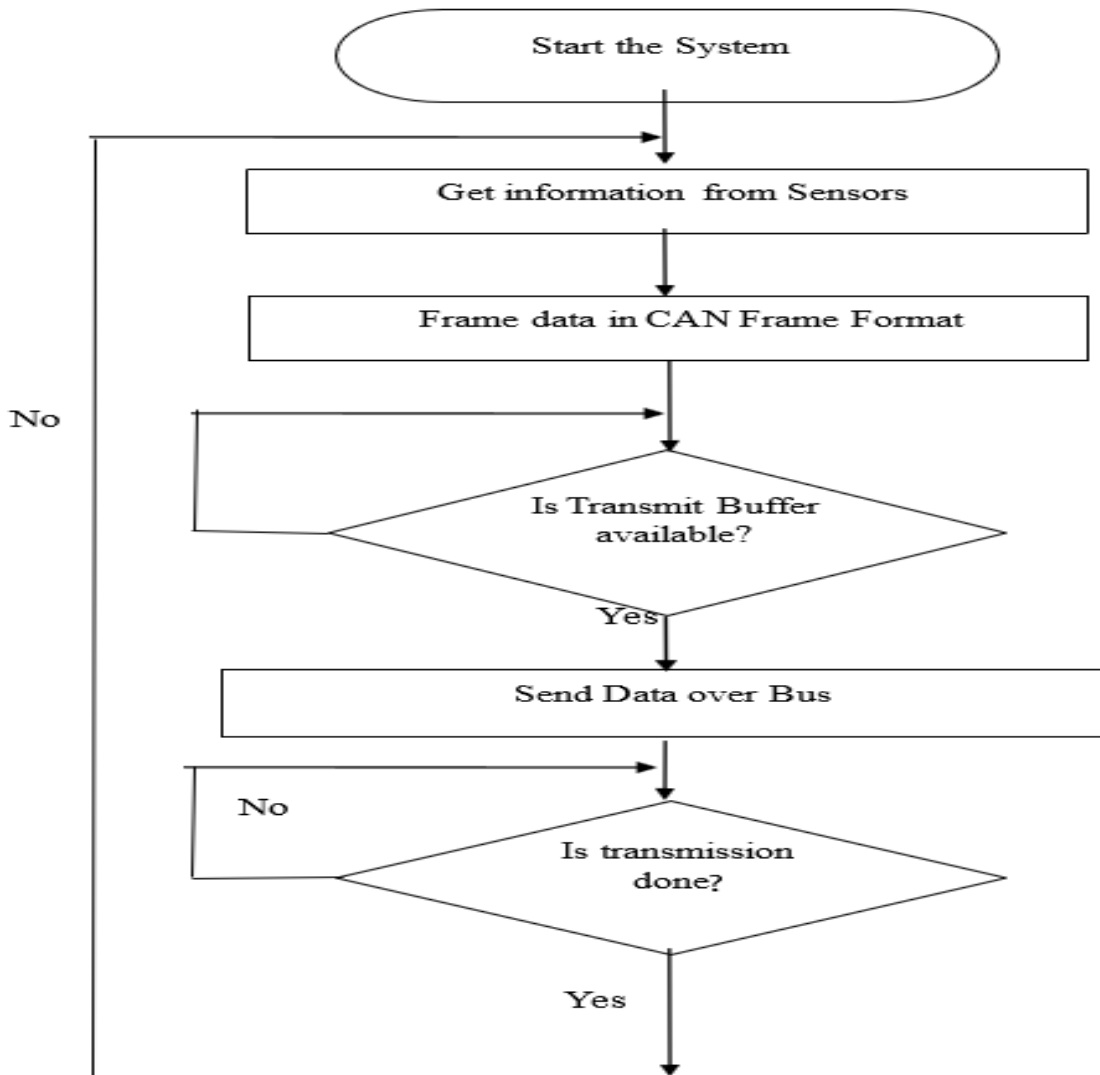 Start the System
Get information from Sensors
Frame data in CAN Frame Format
No
Is Transmit Buffer
available?
Yes
Send Data over Bus
No
Is transmission
done?
Yes